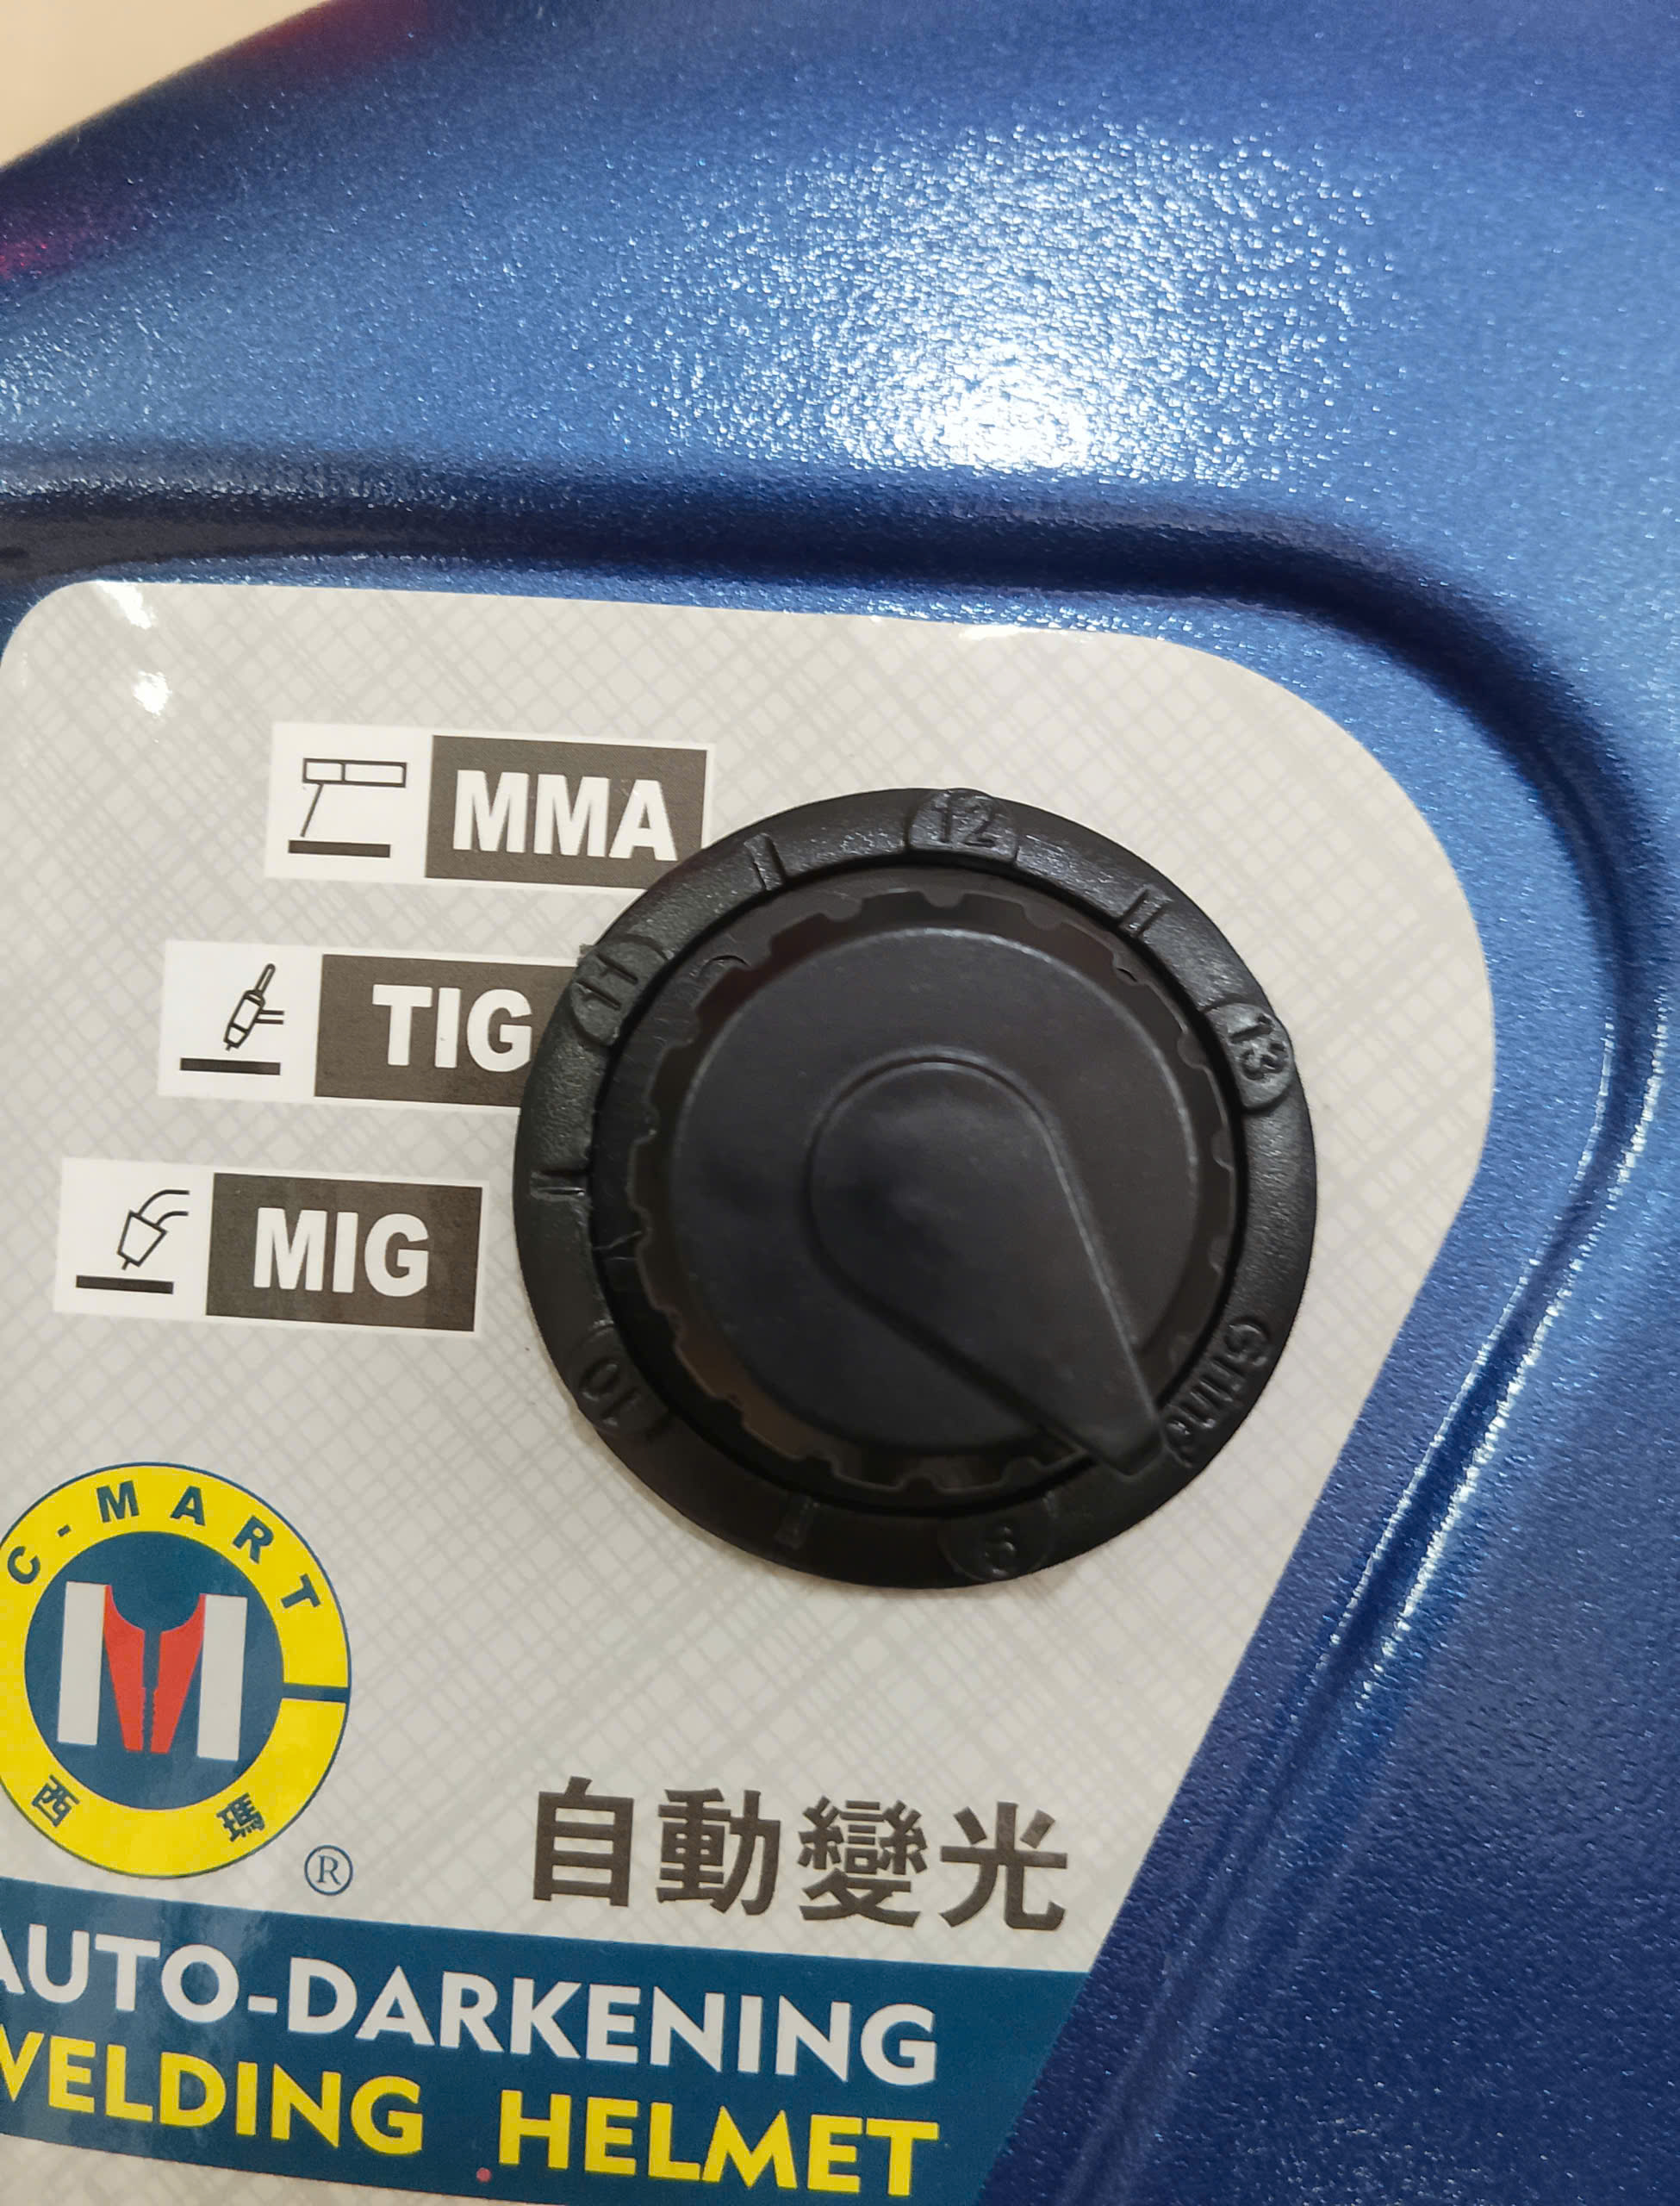 MMA
TIG
MIG
12
11
13
10
9
Grind
C-MART
西瑪
®
自動變光
AUTO-DARKENING
WELDING HELMET